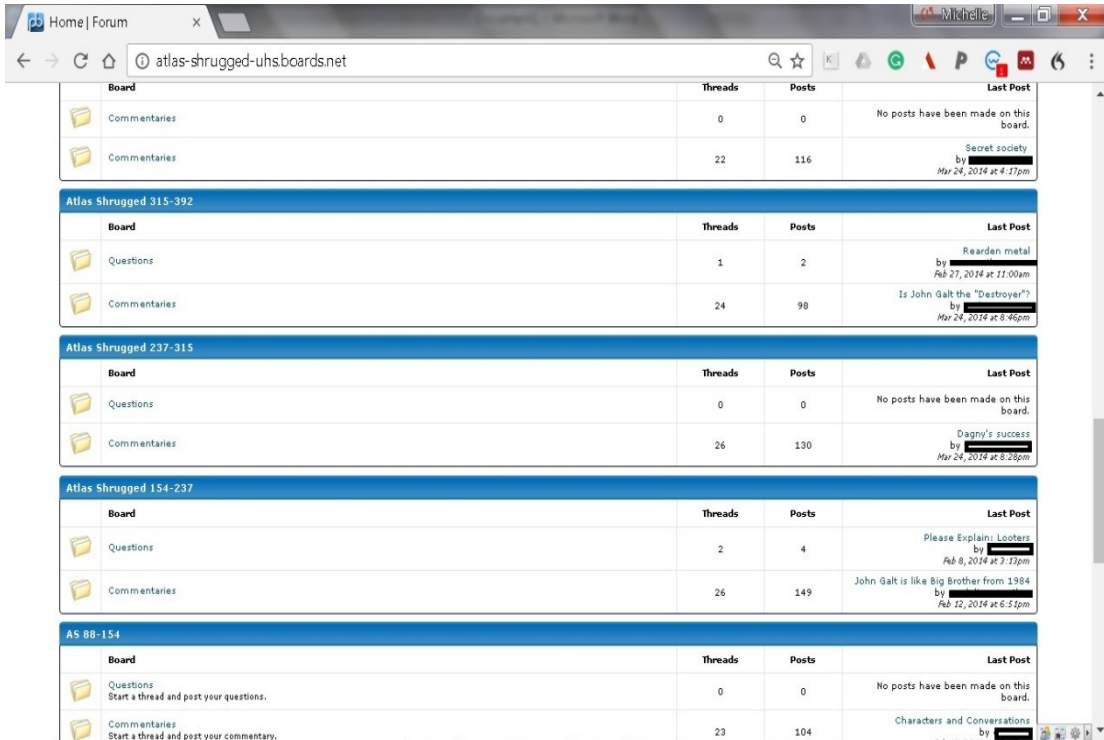 Home | Forum
Michelle
atlas-shrugged-uhs.boards.net
Board Threads Posts Last Post
Commentaries 0 0 No posts have been made on this
board.
Commentaries 22 116 Secret society
by
Mar 24, 2014 at 4:17pm
Atlas Shrugged 315-392
Board Threads Posts Last Post
Questions 1 2 Rearden metal
by
Feb 27, 2014 at 11:00am
Commentaries 24 98 Is John Galt the "Destroyer"?
by
Mar 24, 2014 at 8:46pm
Atlas Shrugged 237-315
Board Threads Posts Last Post
Questions 0 0 No posts have been made on this
board.
Commentaries 26 130 Dagny's success
by
Mar 24, 2014 at 8:28pm
Atlas Shrugged 154-237
Board Threads Posts Last Post
Questions 2 4 Please Explain: Looters
by
Feb 8, 2014 at 3:13pm
Commentaries 26 149 John Galt is like Big Brother from 1984
by
Feb 12, 2014 at 6:51pm
AS 88-154
Board Threads Posts Last Post
Questions 0 0 No posts have been made on this
Start a thread and post your questions. board.
Commentaries 23 104 Characters and Conversations
Start a thread and post your commentary. by